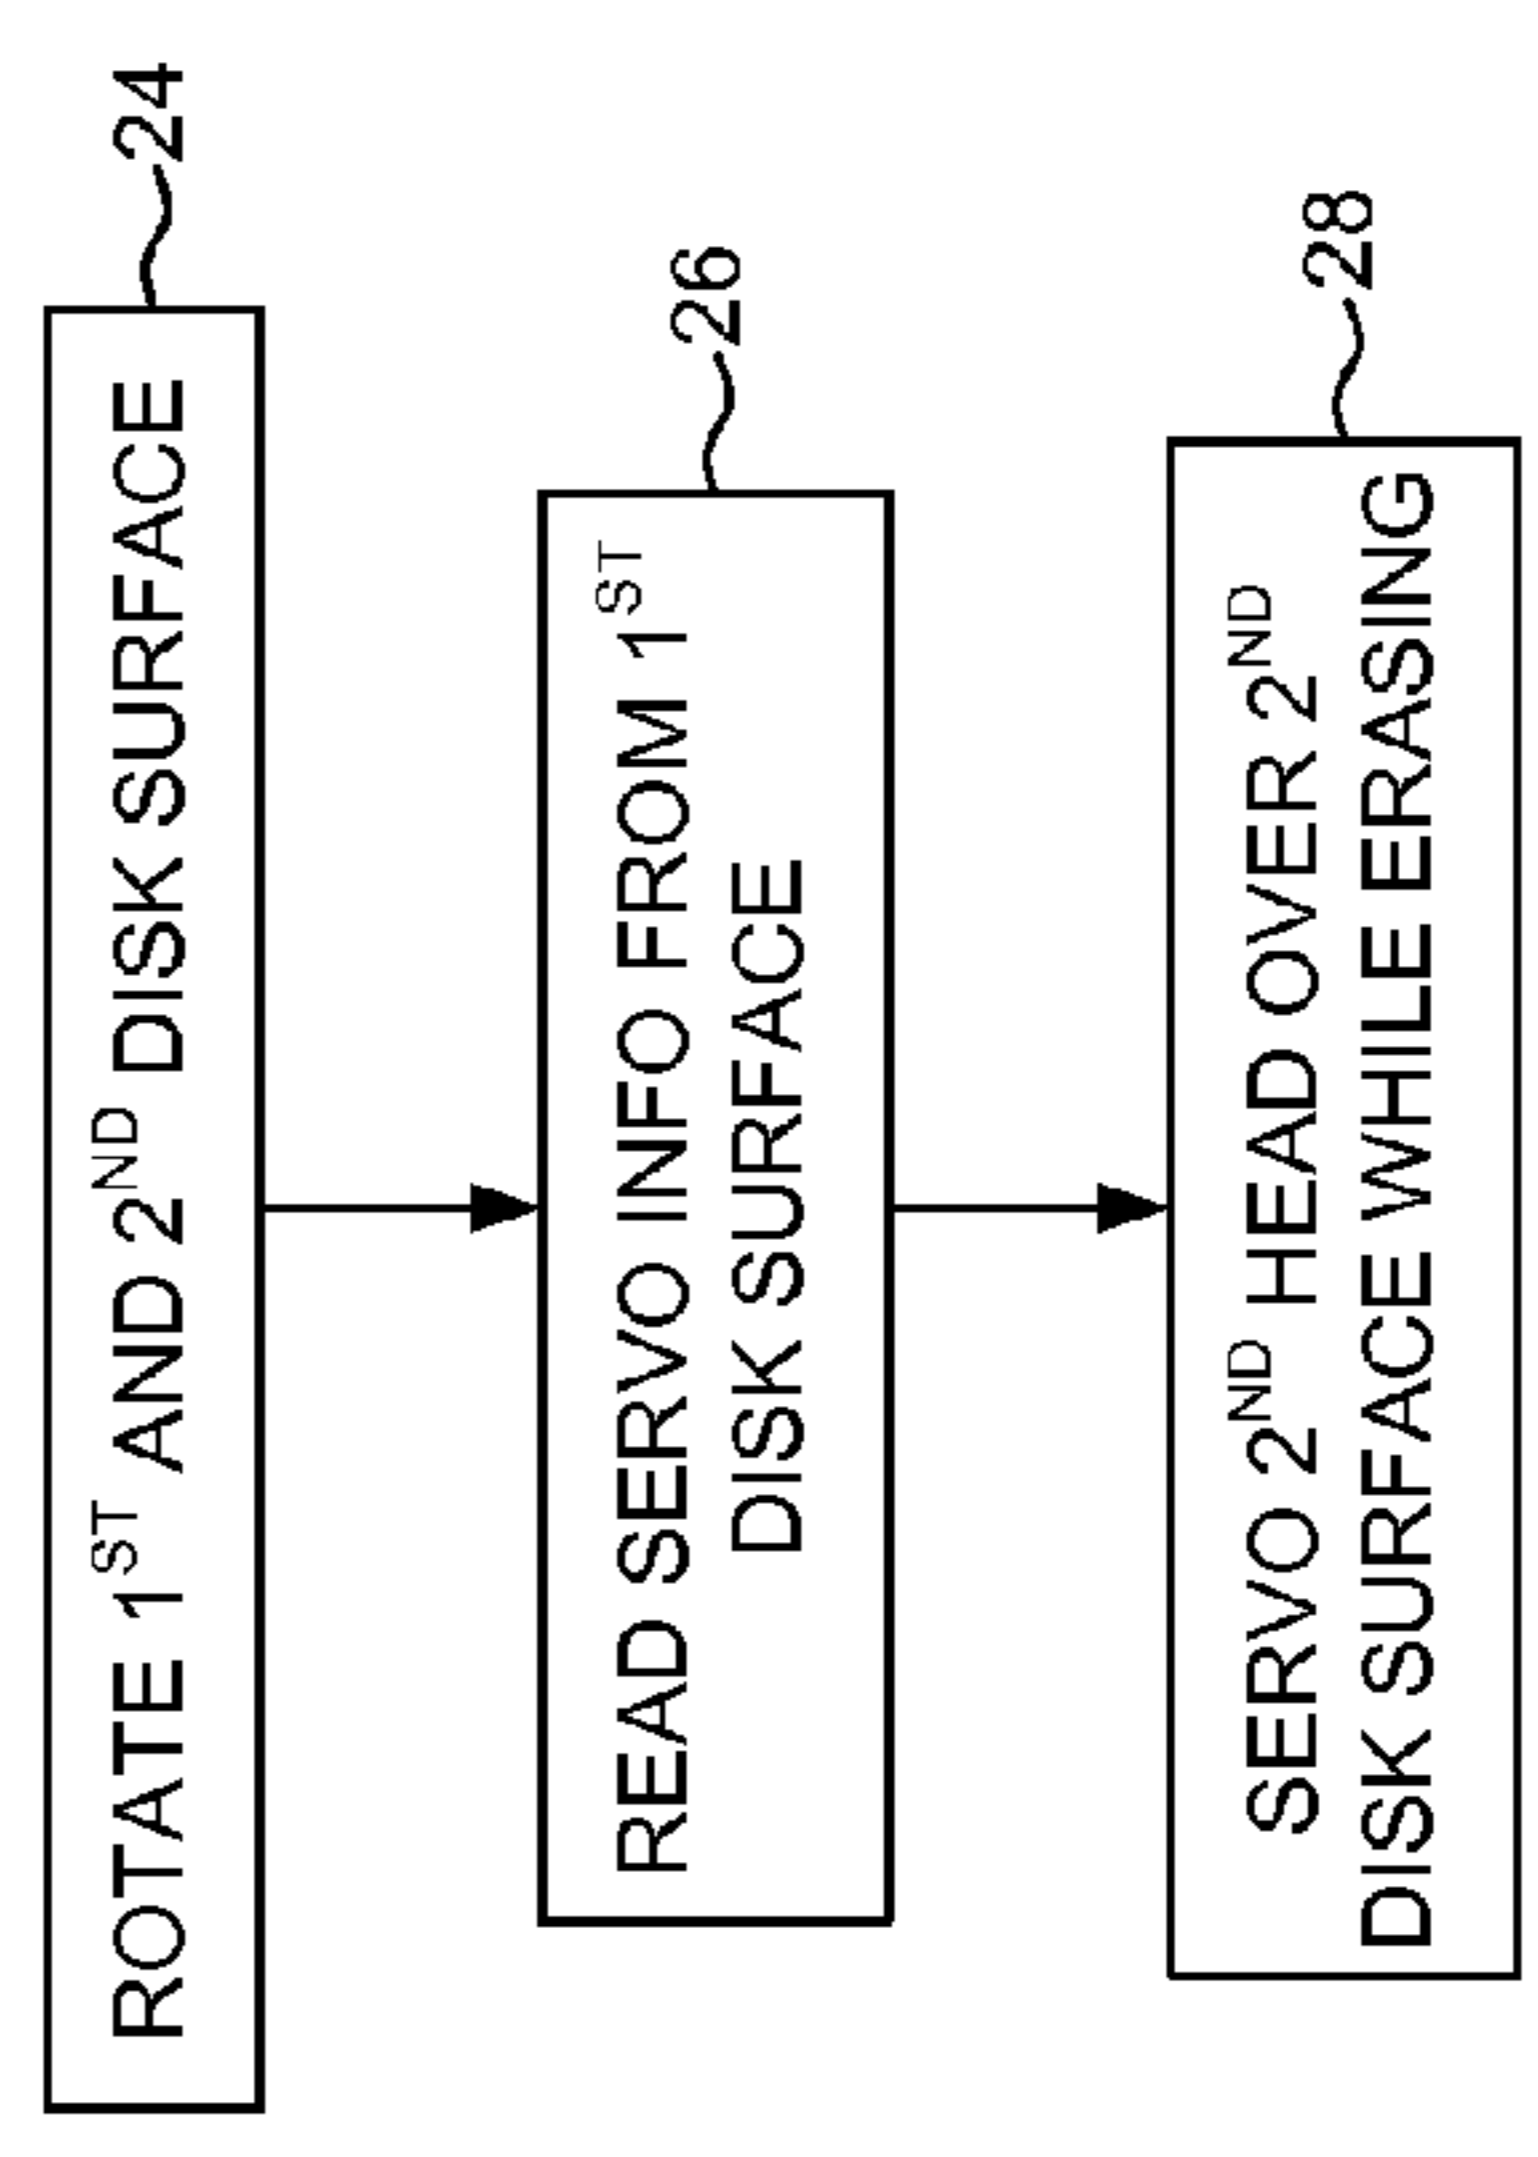 ROTATE 1ST AND 2ND DISK SURFACE
24
READ SERVO INFO FROM 1ST
DISK SURFACE
26
SERVO 2ND HEAD OVER 2ND
DISK SURFACE WHILE ERASING
28